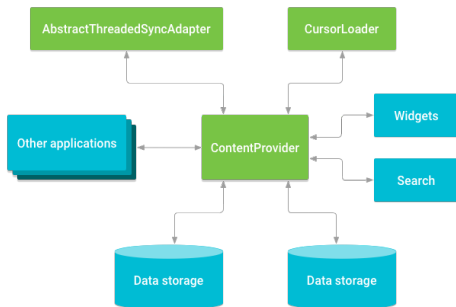 AbstractThreadedSyncAdapter
CursorLoader
Other applications
ContentProvider
Widgets
Search
Data storage
Data storage